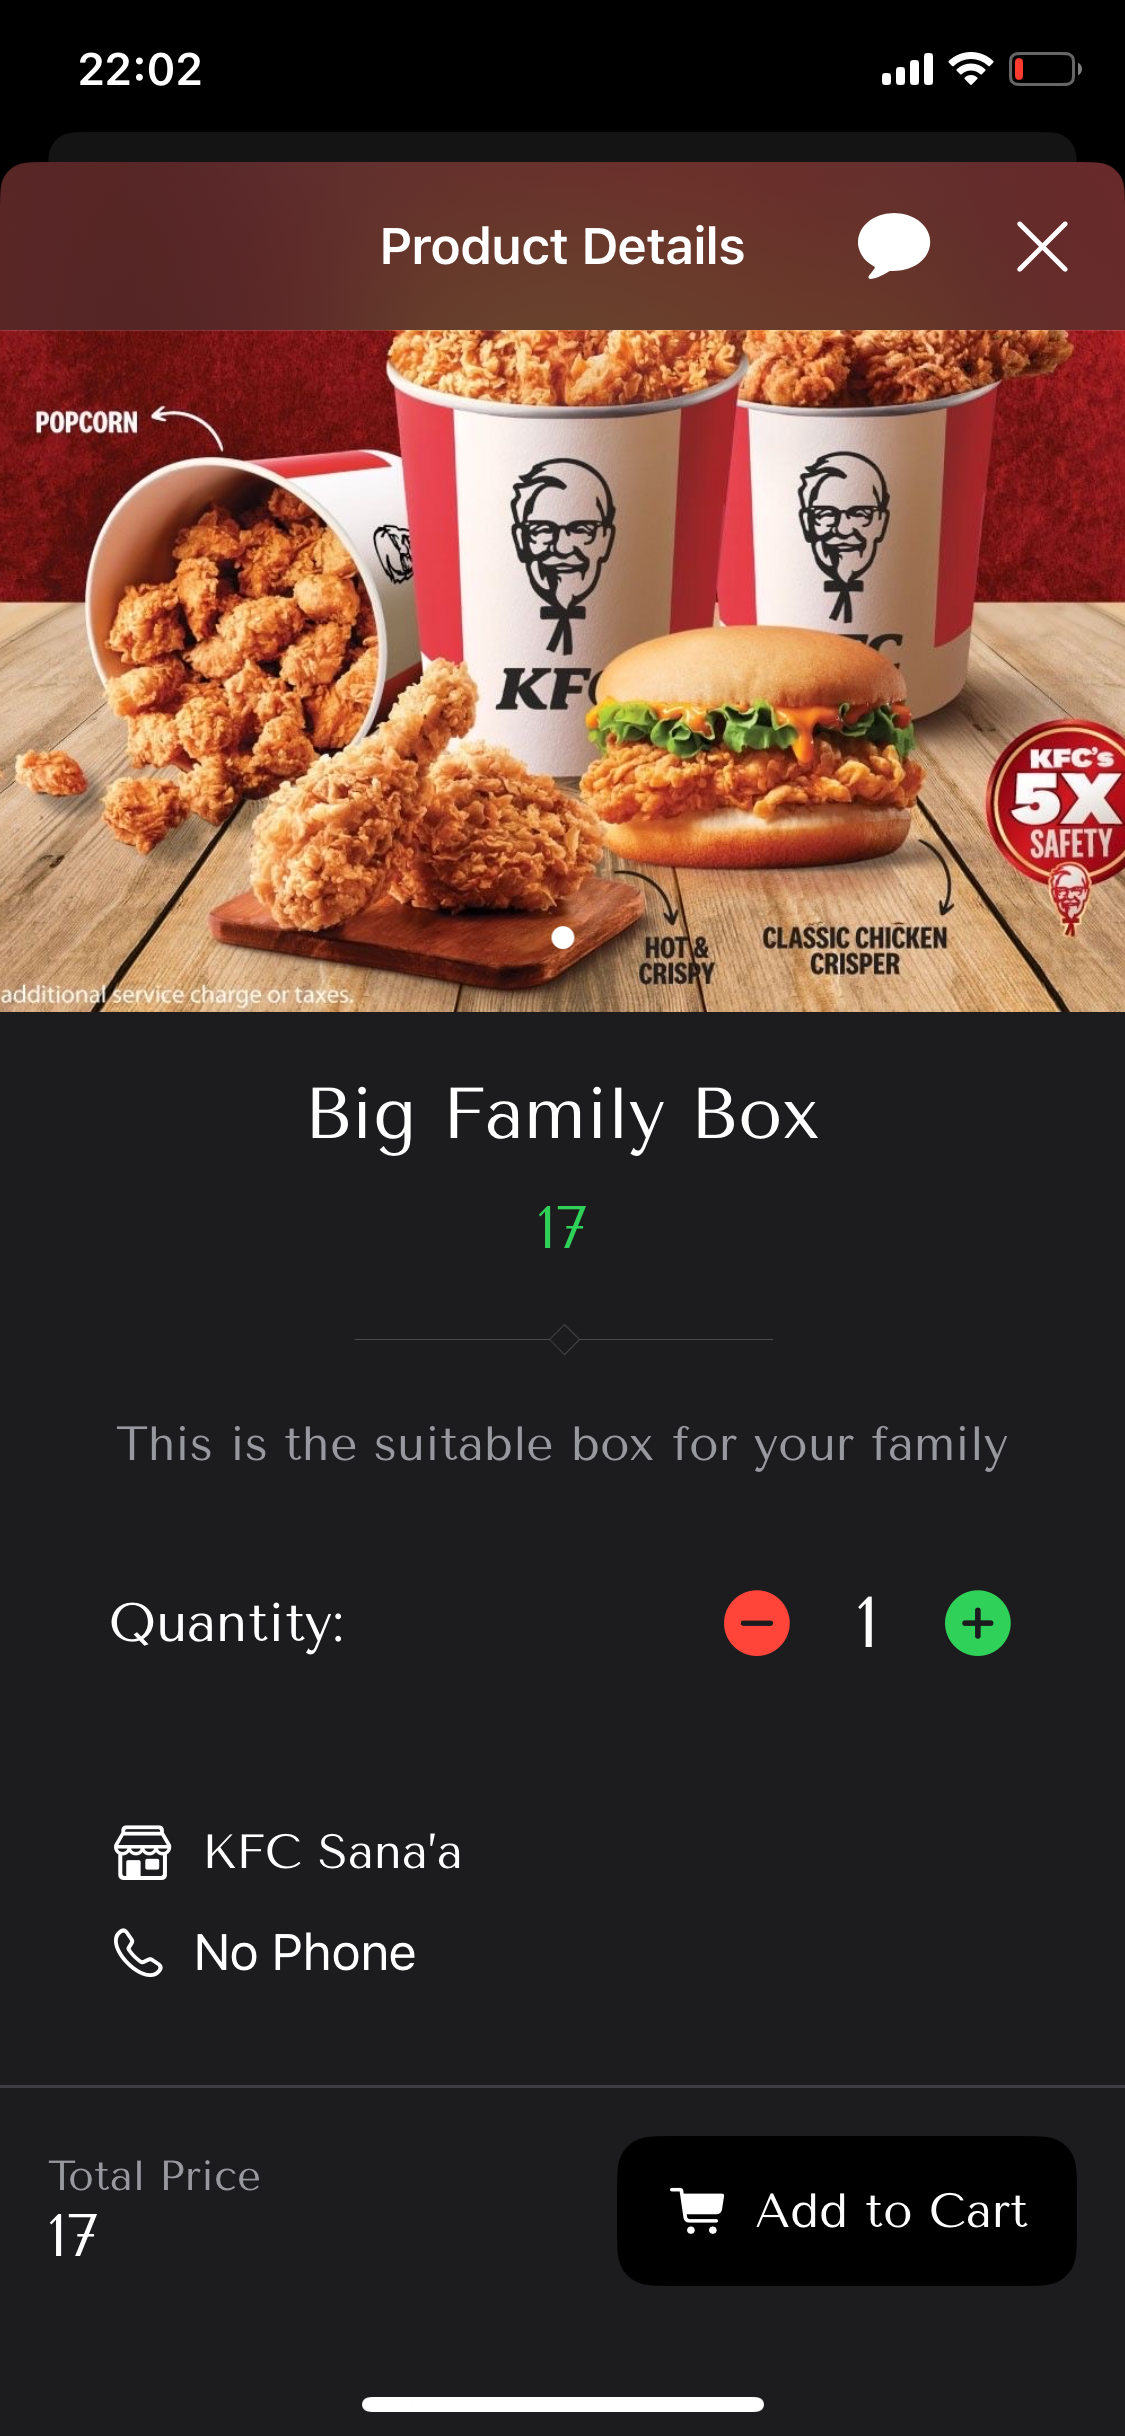 22:02
Product Details
POPCORN
KFC
KFC'S
5X
SAFETY
HOT &
CRISPY
CLASSIC CHICKEN
CRISPER
additional service charge or taxes.
Big Family Box
17
This is the suitable box for your family
Quantity:
1
KFC Sana'a
No Phone
Total Price
17
Add to Cart